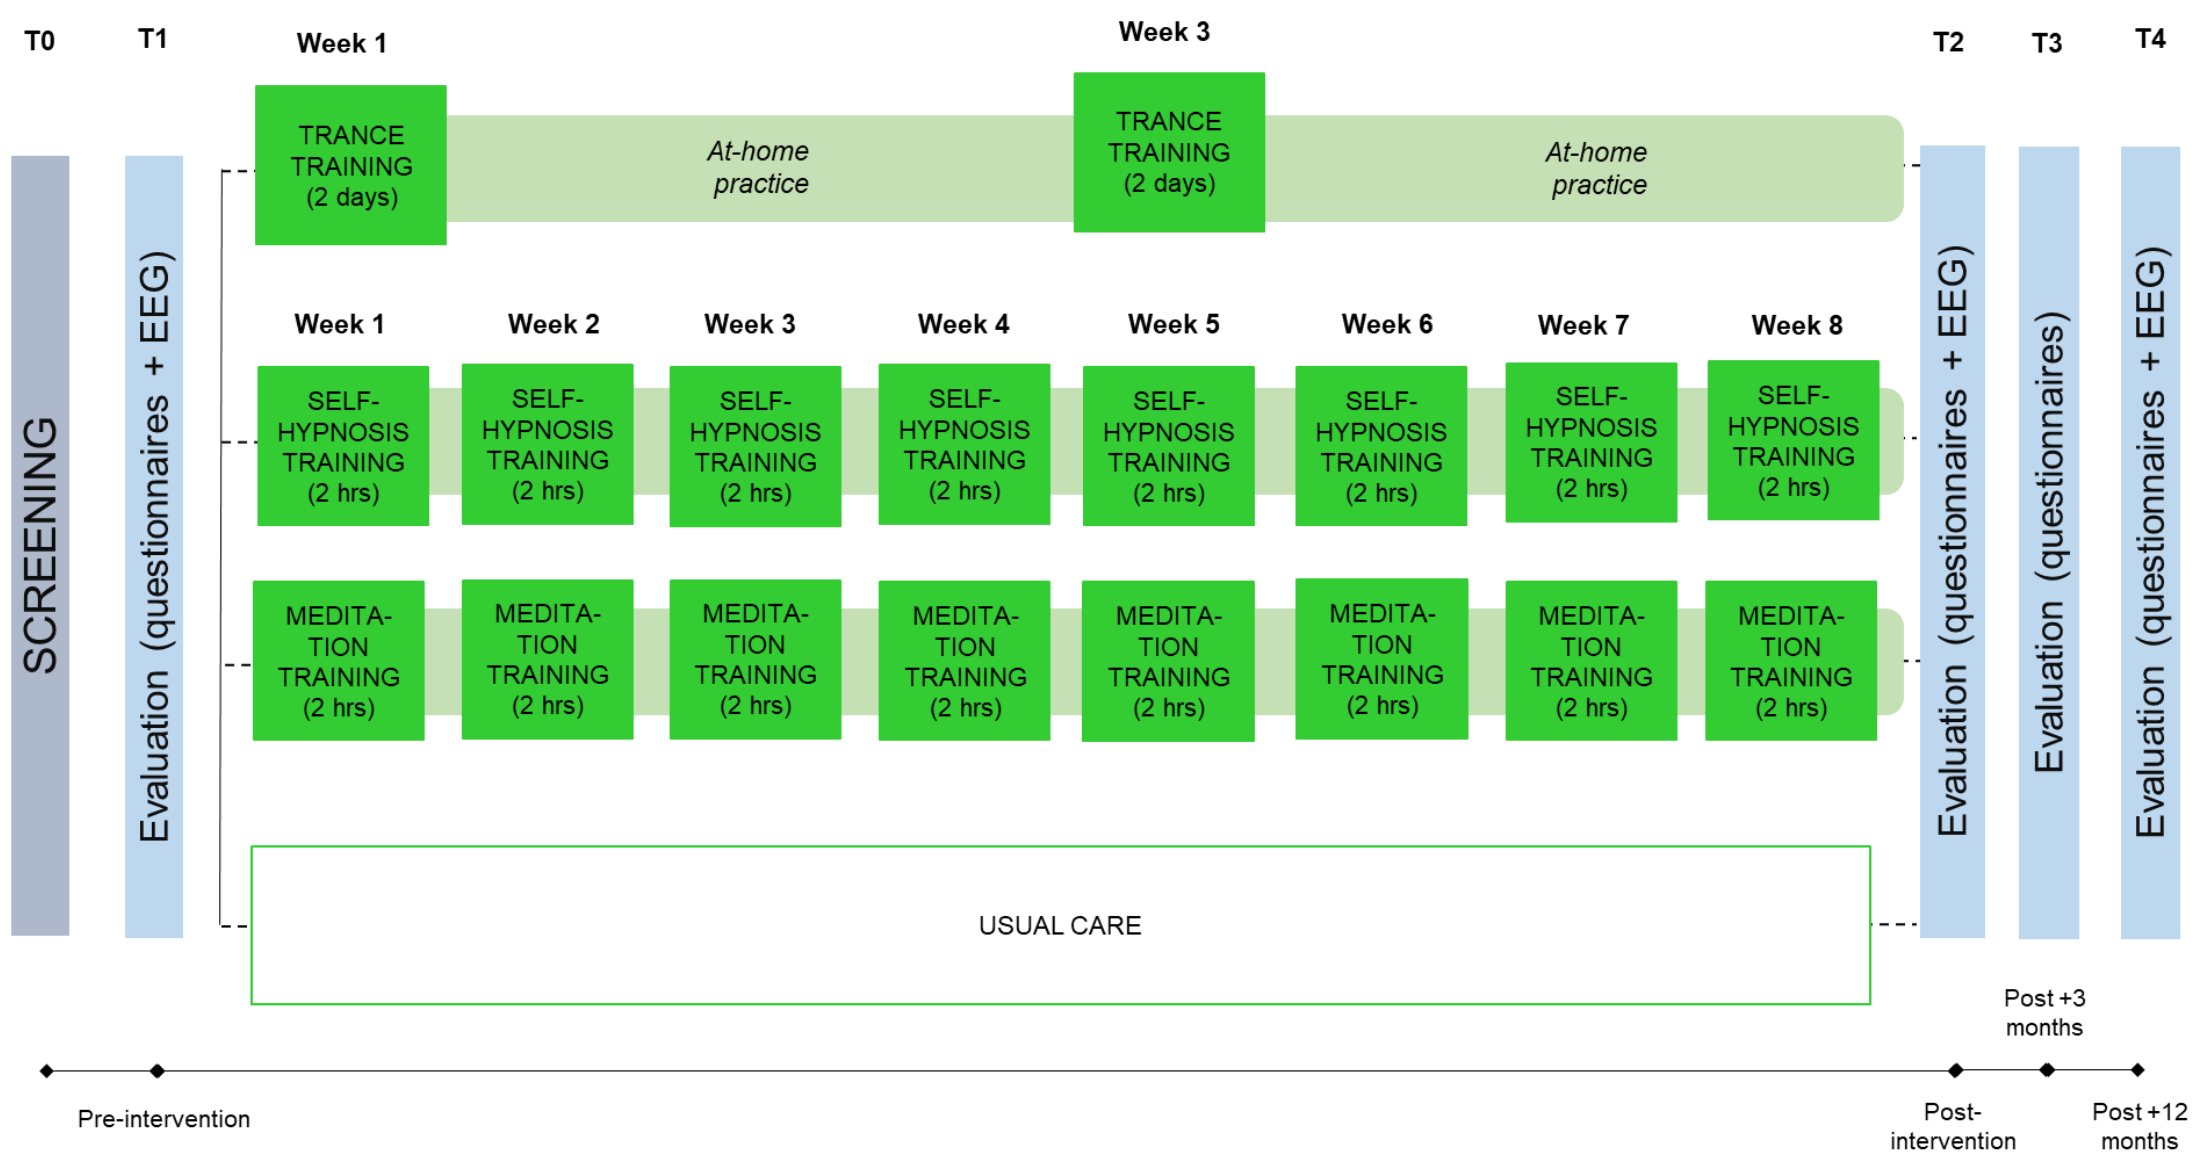 T0
T1
Week 1
Week 3
T2
T3
T4
TRANCE
TRAINING
(2 days)
At-home
practice
TRANCE
TRAINING
(2 days)
At-home
practice
SCREENING
Evaluation (questionnaires + EEG)
Week 1
Week 2
Week 3
Week 4
Week 5
Week 6
Week 7
Week 8
SELF-
HYPNOSIS
TRAINING
(2 hrs)
SELF-
HYPNOSIS
TRAINING
(2 hrs)
SELF-
HYPNOSIS
TRAINING
(2 hrs)
SELF-
HYPNOSIS
TRAINING
(2 hrs)
SELF-
HYPNOSIS
TRAINING
(2 hrs)
SELF-
HYPNOSIS
TRAINING
(2 hrs)
SELF-
HYPNOSIS
TRAINING
(2 hrs)
SELF-
HYPNOSIS
TRAINING
(2 hrs)
MEDITA-
TION
TRAINING
(2 hrs)
MEDITA-
TION
TRAINING
(2 hrs)
MEDITA-
TION
TRAINING
(2 hrs)
MEDITA-
TION
TRAINING
(2 hrs)
MEDITA-
TION
TRAINING
(2 hrs)
MEDITA-
TION
TRAINING
(2 hrs)
MEDITA-
TION
TRAINING
(2 hrs)
MEDITA-
TION
TRAINING
(2 hrs)
USUAL CARE
Evaluation (questionnaires + EEG)
Evaluation (questionnaires)
Evaluation (questionnaires + EEG)
Post +3
months
Pre-intervention
Post-
intervention
Post +12
months